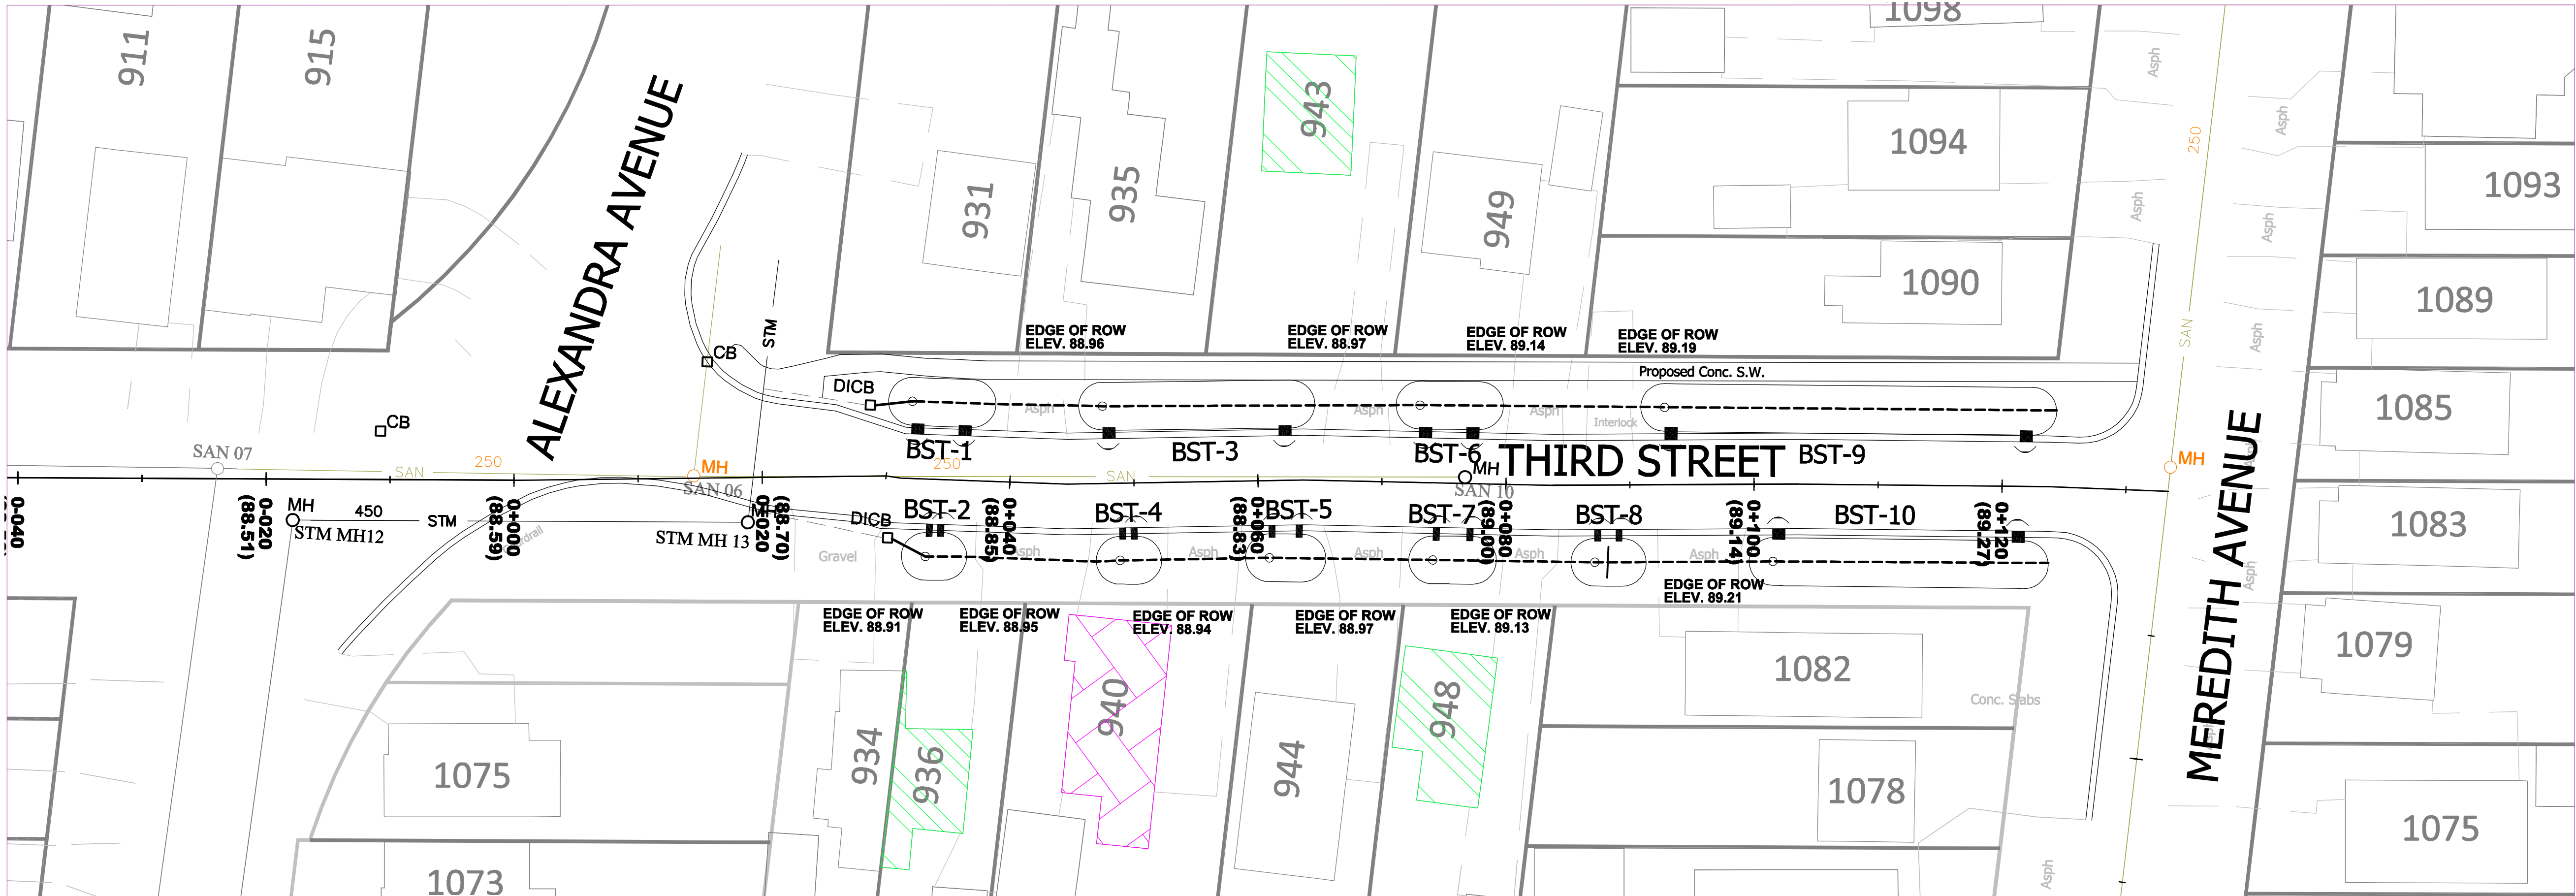 911
915
ALEXANDRA AVENUE
931
935
943
949
1098
1094
1090
1093
1089
1085
1083
1079
1075
Asph
Asph
Asph
Asph
Asph
Asph
Asph
Asph
250
SAN
EDGE OF ROW
ELEV. 88.96
EDGE OF ROW
ELEV. 88.97
EDGE OF ROW
ELEV. 89.14
EDGE OF ROW
ELEV. 89.19
Proposed Conc. S.W.
STM
CB
CB
DICB
Asph
Asph
Asph
Interlock
BST-1
BST-3
BST-6
THIRD STREET
BST-9
SAN 07
SAN
250
MH
SAN 06
250
SAN
MH
SAN 10
MH
MEREDITH AVENUE
0-040
0-020
(88.51)
0+000
(88.59)
(88.70)
0+040
(88.85)
0+060
(88.83)
0+080
(89.00)
0+100
(89.14)
0+120
(89.27)
MH
450
STM
STM MH12
STM MH 13
DICB
BST-2
BST-4
BST-5
BST-7
BST-8
BST-10
Gravel
Asph
Asph
Asph
Asph
Asph
EDGE OF ROW
ELEV. 88.91
EDGE OF ROW
ELEV. 88.95
EDGE OF ROW
ELEV. 88.94
EDGE OF ROW
ELEV. 88.97
EDGE OF ROW
ELEV. 89.13
EDGE OF ROW
ELEV. 89.21
1075
1073
934
936
940
944
948
1082
1078
Conc. Slabs
Asph